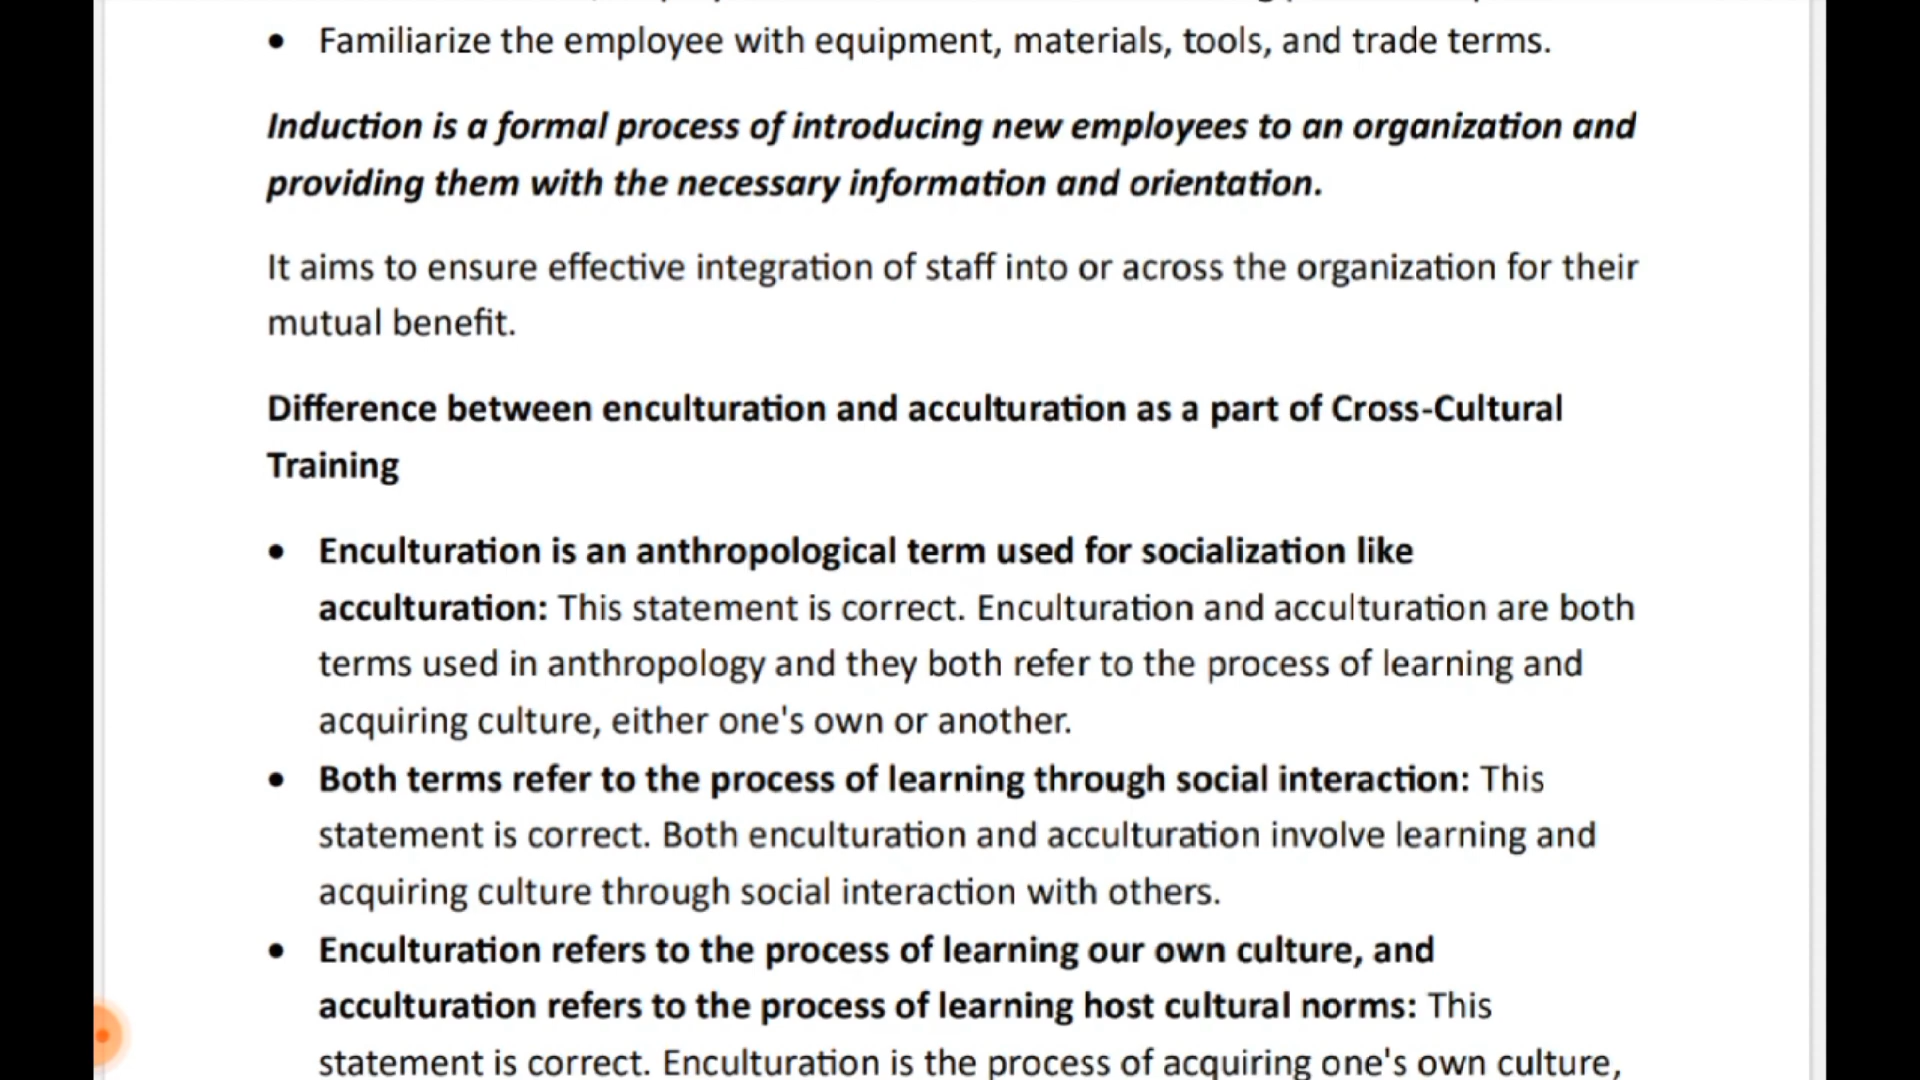 • Familiarize the employee with equipment, materials, tools, and trade terms.
Induction is a formal process of introducing new employees to an organization and
providing them with the necessary information and orientation.
It aims to ensure effective integration of staff into or across the organization for their
mutual benefit.
Difference between enculturation and acculturation as a part of Cross-Cultural
Training
• Enculturation is an anthropological term used for socialization like
acculturation: This statement is correct. Enculturation and acculturation are both
terms used in anthropology and they both refer to the process of learning and
acquiring culture, either one's own or another.
• Both terms refer to the process of learning through social interaction: This
statement is correct. Both enculturation and acculturation involve learning and
acquiring culture through social interaction with others.
• Enculturation refers to the process of learning our own culture, and
acculturation refers to the process of learning host cultural norms: This
statement is correct. Enculturation is the process of acquiring one's own culture,